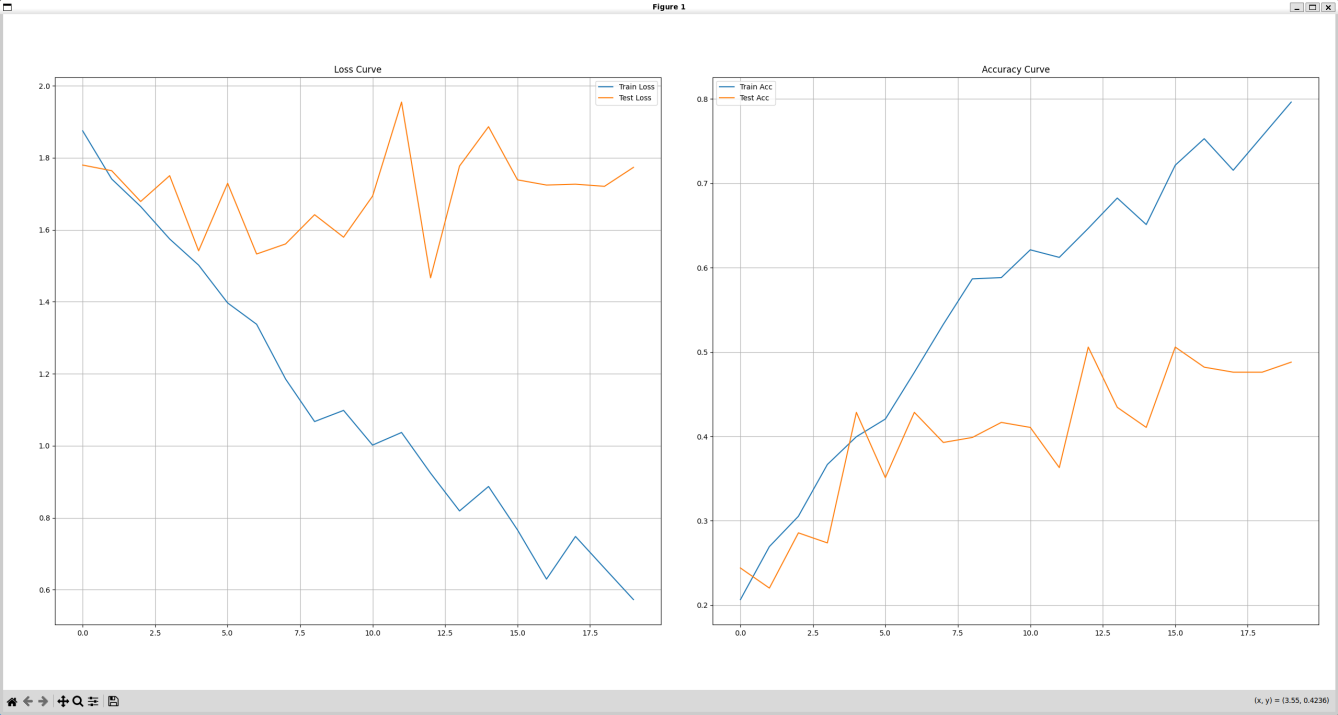 Figure 1
Loss Curve
Train Loss
Test Loss
2.0
1.8
1.6
1.4
1.2
1.0
0.8
0.6
0.0 2.5 5.0 7.5 10.0 12.5 15.0 17.5
Accuracy Curve
Train Acc
Test Acc
0.8
0.7
0.6
0.5
0.4
0.3
0.2
0.0 2.5 5.0 7.5 10.0 12.5 15.0 17.5
(x, y) = (3.55, 0.4236)